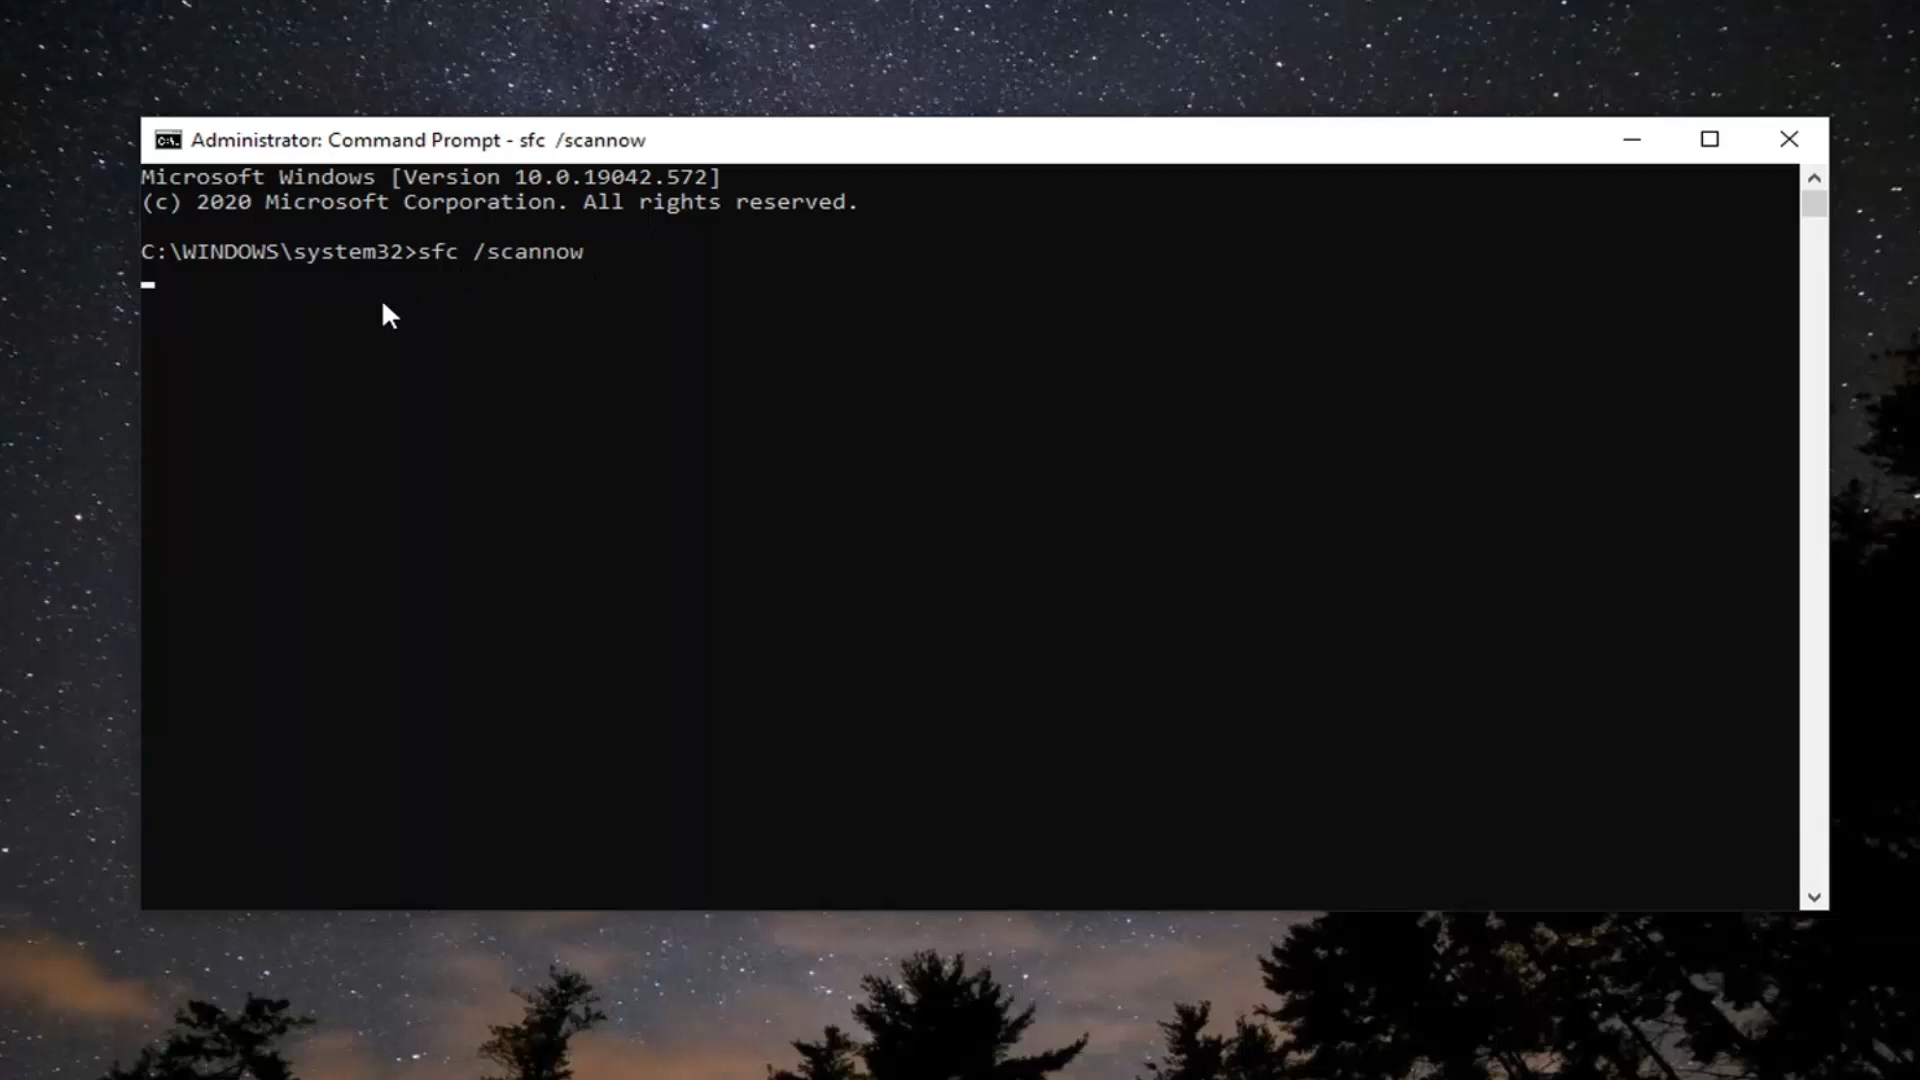 Administrator: Command Prompt - sfc  /scannow
Microsoft Windows [Version 10.0.19042.572]
(c) 2020 Microsoft Corporation. All rights reserved.
C:\WINDOWS\system32>sfc /scannow